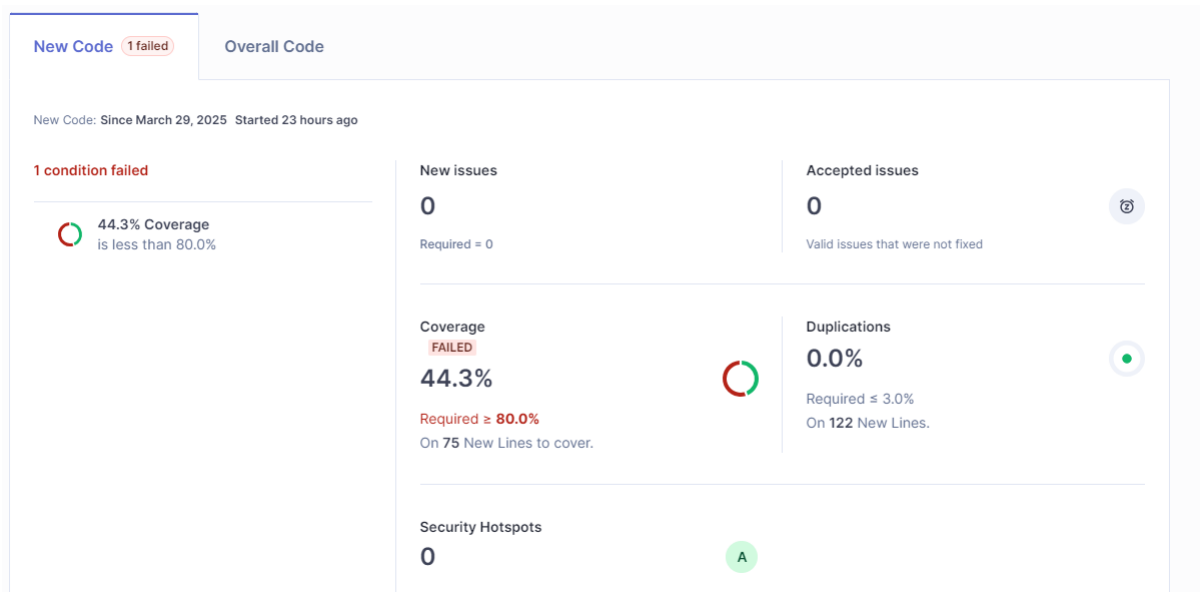 New Code 1 failed
Overall Code
New Code: Since March 29, 2025 Started 23 hours ago
1 condition failed
44.3% Coverage
is less than 80.0%
New issues
0
Required = 0
Accepted issues
0
Valid issues that were not fixed
Coverage
FAILED
44.3%
Required ≥ 80.0%
On 75 New Lines to cover.
Duplications
0.0%
Required ≤ 3.0%
On 122 New Lines.
Security Hotspots
0
A